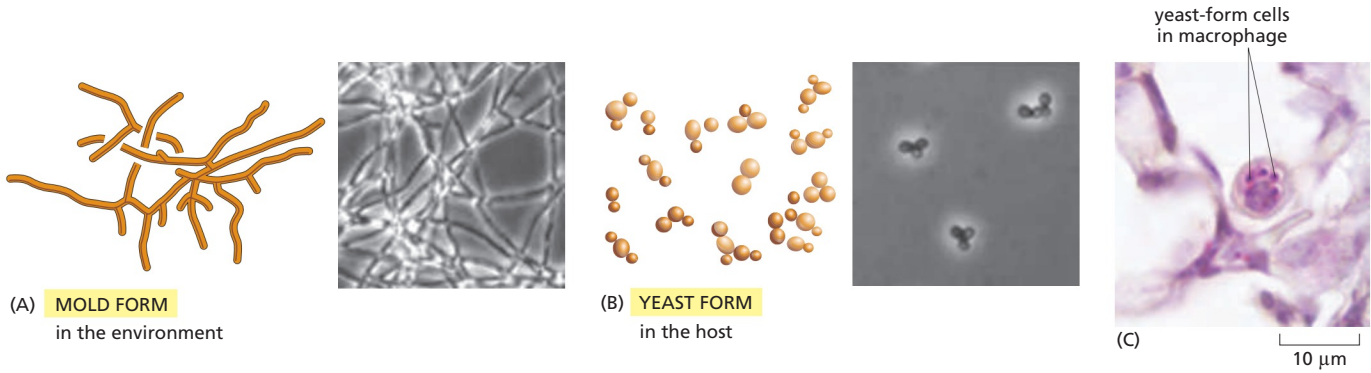 yeast-form cells
in macrophage
(A) MOLD FORM
in the environment
(B) YEAST FORM
in the host
(C)
10 μm